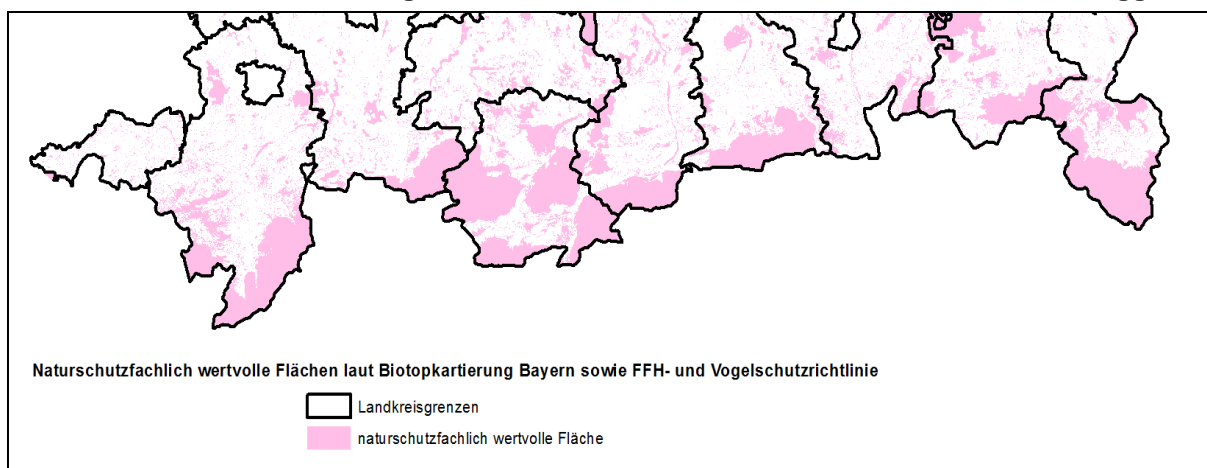 Naturschutzfachlich wertvolle Flächen laut Biotopkartierung Bayern sowie FFH- und Vogelschutzrichtlinie
Landkreisgrenzen
naturschutzfachlich wertvolle Fläche